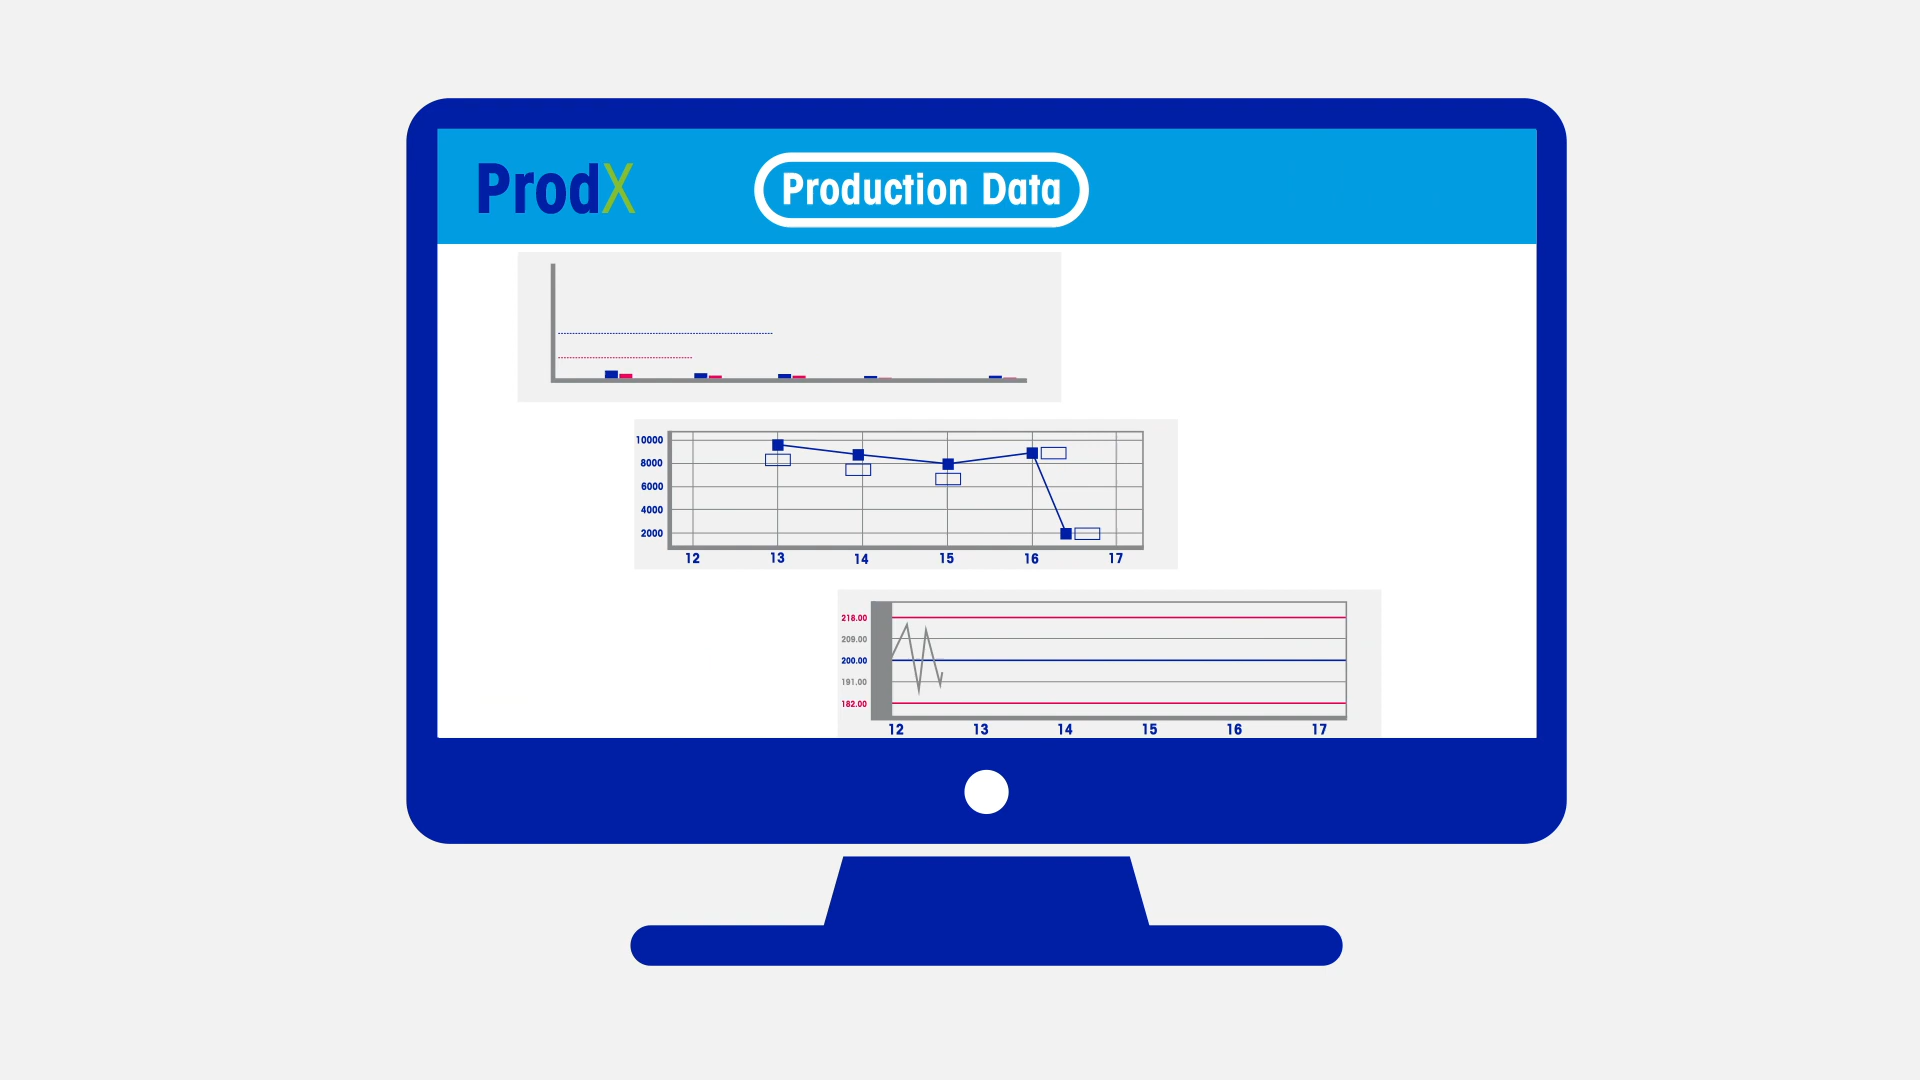 ProdX
Production Data
10000
8000
6000
4000
2000
12 13 14 15 16 17
218.00
209.00
200.00
191.00
182.00
12 13 14 15 16 17